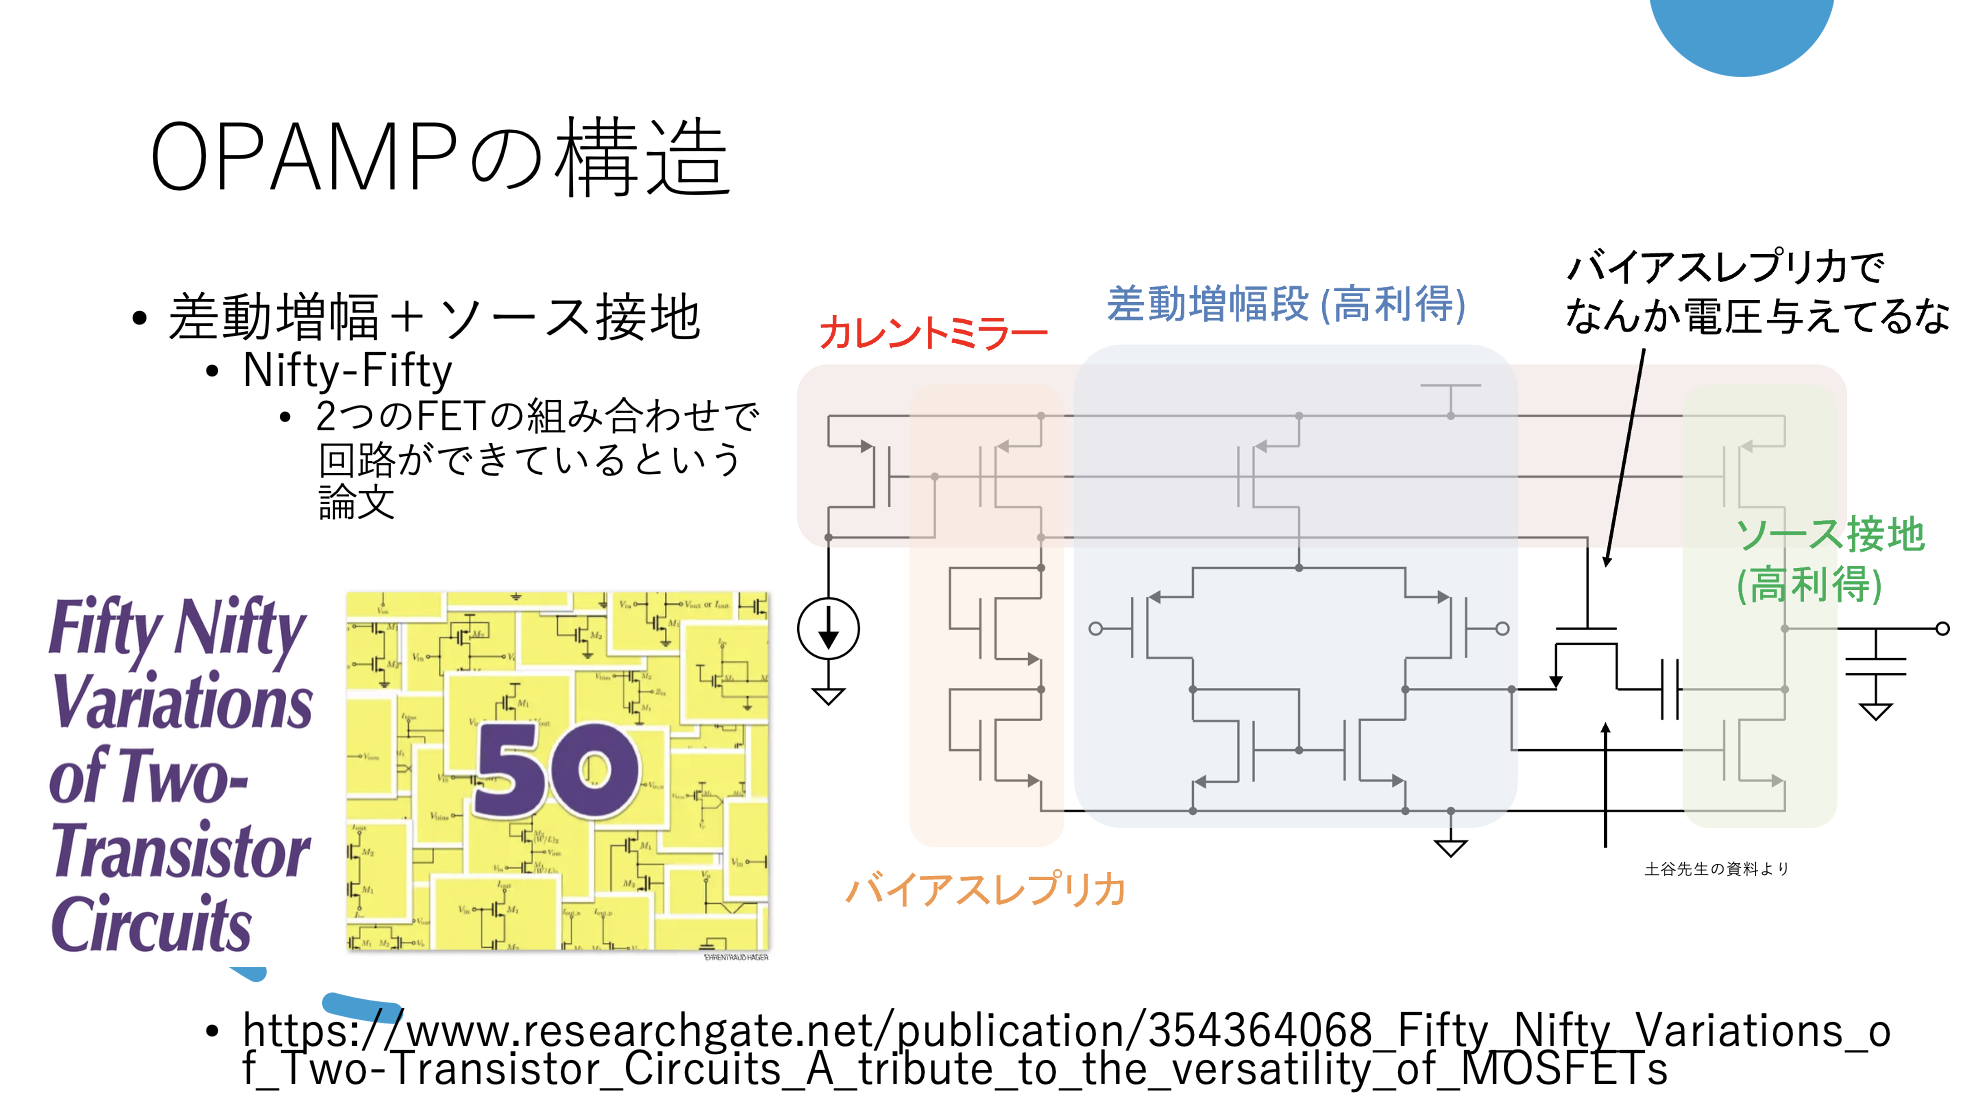 OPAMPの構造
• 差動増幅＋ソース接地
• Nifty-Fifty
• 2つのFETの組み合わせで
回路ができているという
論文
Fifty Nifty
Variations
of Two-
Transistor
Circuits
50
EHRENTRAUD HAGER
カレントミラー
差動増幅段 (高利得)
バイアスレプリカで
なんか電圧与えてるな
ソース接地
(高利得)
バイアスレプリカ
土谷先生の資料より
• https://www.researchgate.net/publication/354364068_Fifty_Nifty_Variations_o
f_Two-Transistor_Circuits_A_tribute_to_the_versatility_of_MOSFETs